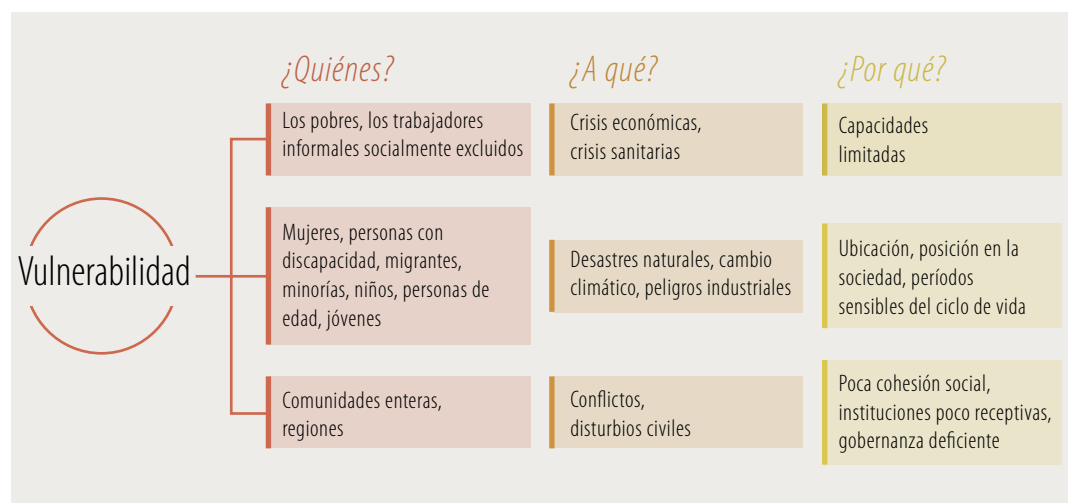 ¿Quiénes?
¿A qué?
¿Por qué?
Vulnerabilidad
Los pobres, los trabajadores
informales socialmente excluidos
Crisis económicas,
crisis sanitarias
Capacidades
limitadas
Mujeres, personas con
discapacidad, migrantes,
minorías, niños, personas de
edad, jóvenes
Desastres naturales, cambio
climático, peligros industriales
Ubicación, posición en la
sociedad, períodos
sensibles del ciclo de vida
Comunidades enteras,
regiones
Conflictos,
disturbios civiles
Poca cohesión social,
instituciones poco receptivas,
gobernanza deficiente